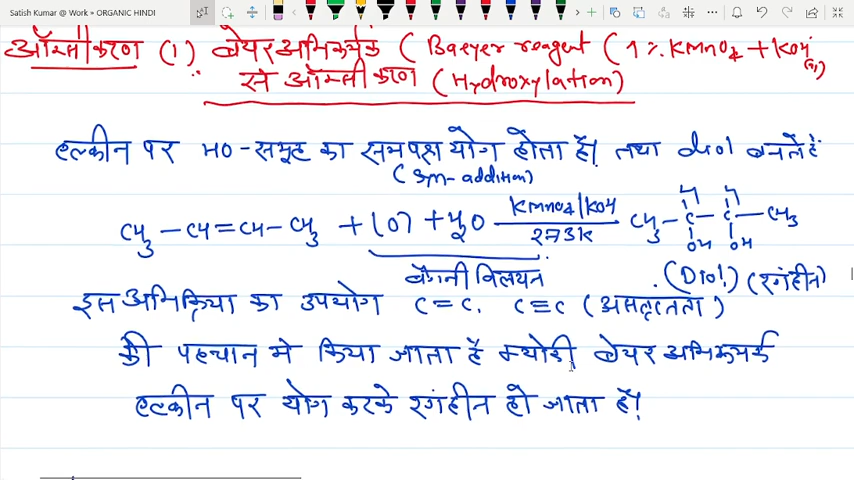 Satish Kumar @ Work » ORGANIC HINDI
ऑक्सीकरण (1) बेयर अभिकर्मक (Baeyer reagent (1% KMnO4 + KOH (aq)
से ऑक्सीकरण (Hydroxylation)
एल्कीन पर HO-समूह का समपक्ष योग होता है। तथा diol बनते है
(Syn-addition)
CH3 – CH = CH – CH3 + (O) + H2O KMnO4/KOH 273K CH3 – C – C – CH3
H H
OH OH
बैगनी विलयन (Diol) (रंगहीन)
इस अभिक्रिया का उपयोग C=C, C≡C (असंतृप्तता)
की पहचान मे किया जाता है क्योकी बेयर अभिकर्मक
एल्कीन पर योग करके रंगहीन हो जाता है।